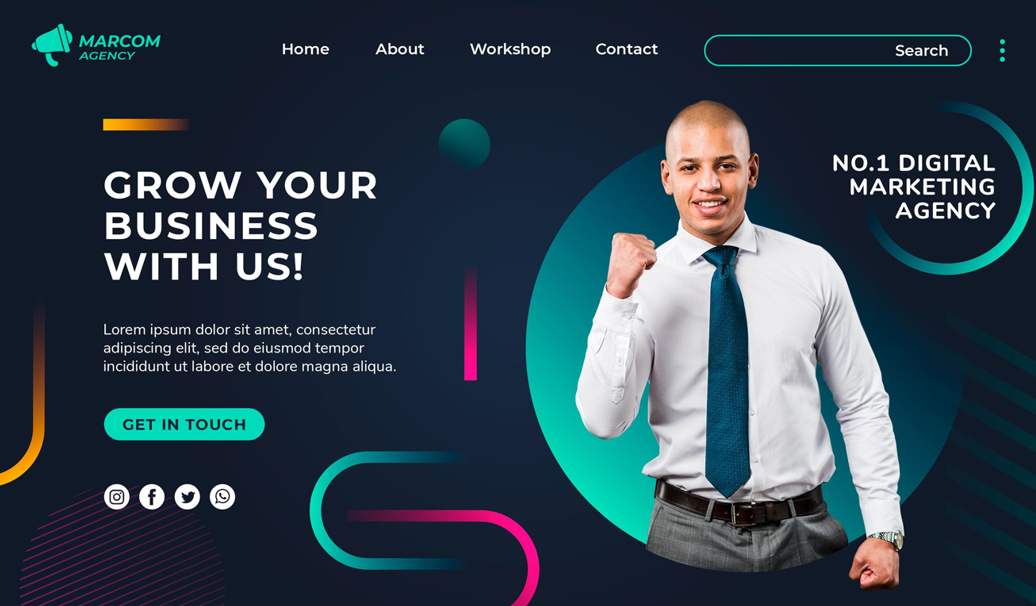 MARCOM
AGENCY
Home
About
Workshop
Contact
Search
GROW YOUR
BUSINESS
WITH US!
NO.1 DIGITAL
MARKETING
AGENCY
Lorem ipsum dolor sit amet, consectetur
adipiscing elit, sed do eiusmod tempor
incididunt ut labore et dolore magna aliqua.
GET IN TOUCH